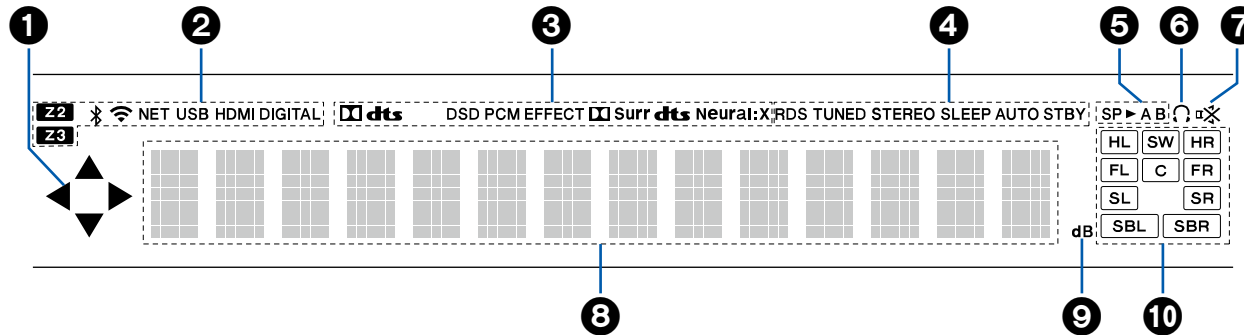 1 2 3 4 5 6 7
Z2 NET USB HDMI DIGITAL dts DSD PCM EFFECT Surr dts Neural:X RDS TUNED STEREO SLEEP AUTO STBY SP ► A B
Z3
HL SW HR
FL C FR
SL SR
dB SBL SBR
8 9 10